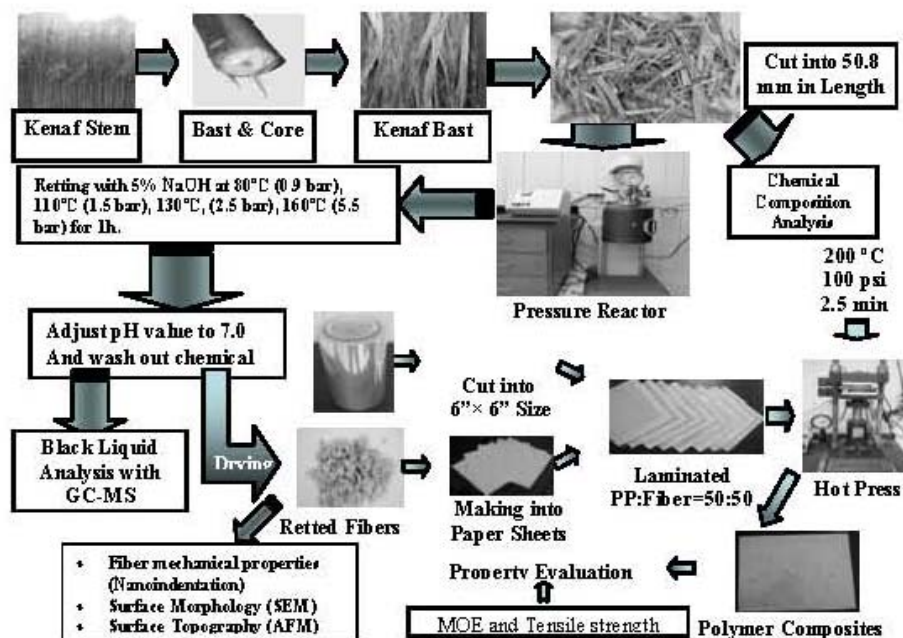 Kenaf Stem
Bast & Core
Kenaf Bast
Cut into 50.8
mm in Length
Retting with 5% NaOH at 80°C (0.9 bar),
110°C (1.5 bar), 130°C, (2.5 bar), 160°C (5.5
bar) for 1h.
Pressure Reactor
Chemical
Composition
Analysis
200 °C
100 psi
2.5 min
Adjust pH value to 7.0
And wash out chemical
Cut into
6”× 6” Size
Black Liquid
Analysis with
GC-MS
Drying
Retted Fibers
Making into
Paper Sheets
Laminated
PP:Fiber=50:50
Hot Press
• Fiber mechanical properties
(Nanoindentation)
• Surface Morphology (SEM)
• Surface Topography (AFM)
Property Evaluation
MOE and Tensile strength
Polymer Composites